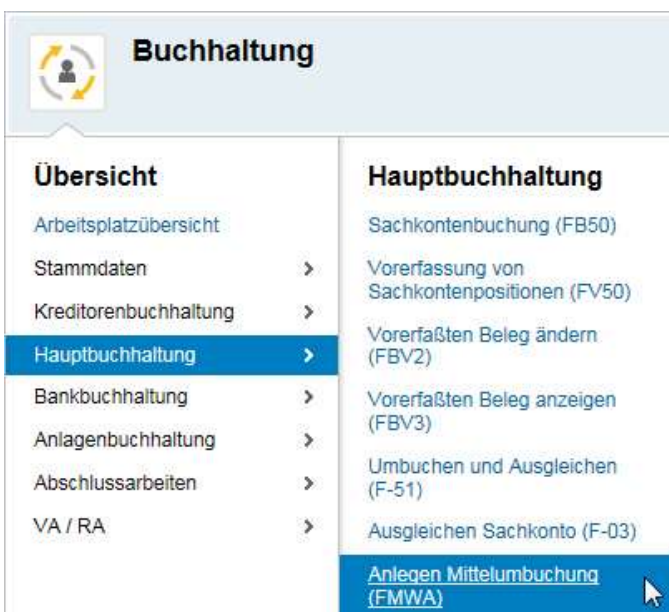 Buchhaltung
Übersicht
Arbeitsplatzübersicht
Stammdaten
Kreditorenbuchhaltung
Hauptbuchhaltung
Bankbuchhaltung
Anlagenbuchhaltung
Abschlussarbeiten
VA / RA
Hauptbuchhaltung
Sachkontenbuchung (FB50)
Vorerfassung von
Sachkontenpositionen (FV50)
Vorerfaßten Beleg ändern
(FBV2)
Vorerfaßten Beleg anzeigen
(FBV3)
Umbuchen und Ausgleichen
(F-51)
Ausgleichen Sachkonto (F-03)
Anlegen Mittelumbuchung
(FMWA)